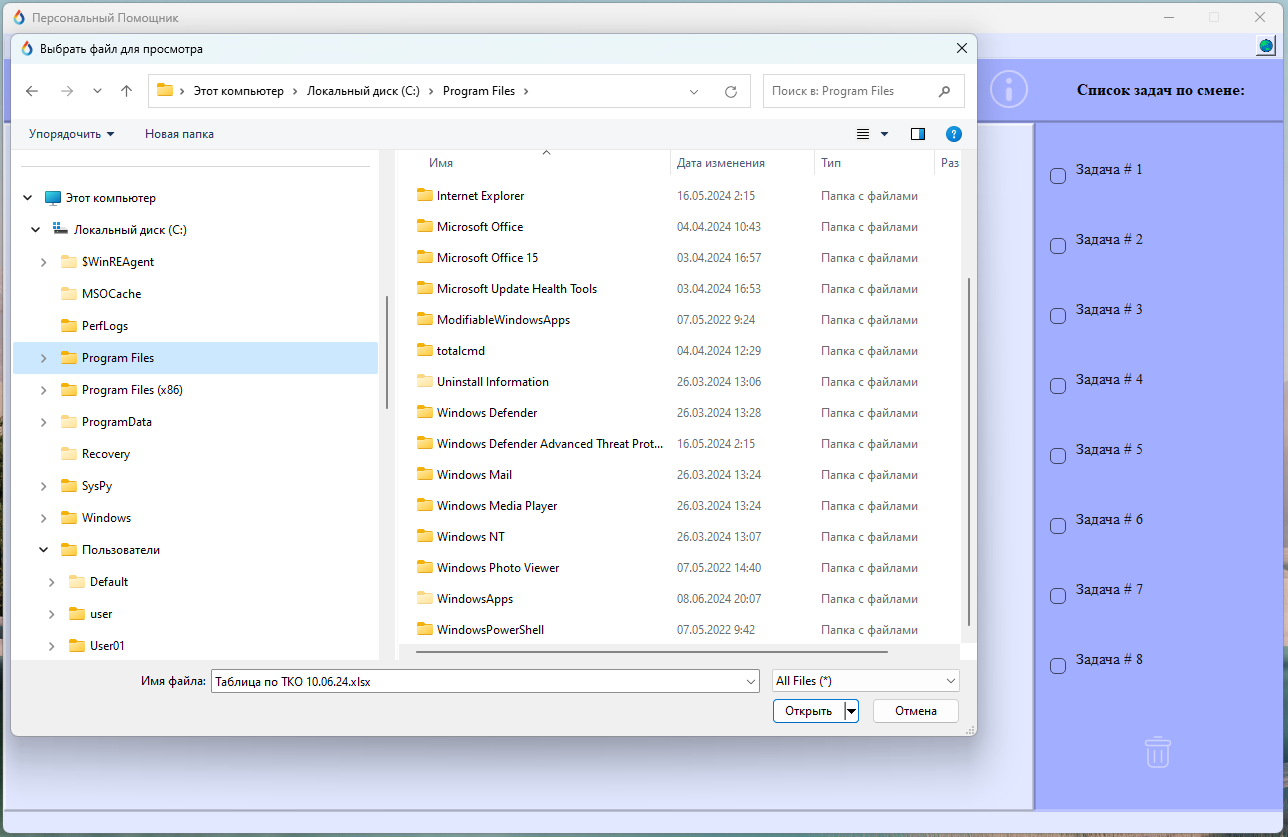 Персональный Помощник
Выбрать файл для просмотра
Этот компьютер › Локальный диск (C:) › Program Files ›
Поиск в: Program Files
Список задач по смене:
Упорядочить
Новая папка
Этот компьютер
Локальный диск (C:)
$WinREAgent
MSOCache
PerfLogs
Program Files
Program Files (x86)
ProgramData
Recovery
SysPy
Windows
Пользователи
Default
user
User01
Имя Дата изменения Тип Раз
Internet Explorer 16.05.2024 2:15 Папка с файлами
Microsoft Office 04.04.2024 10:43 Папка с файлами
Microsoft Office 15 03.04.2024 16:57 Папка с файлами
Microsoft Update Health Tools 03.04.2024 16:53 Папка с файлами
ModifiableWindowsApps 07.05.2022 9:24 Папка с файлами
totalcmd 04.04.2024 12:29 Папка с файлами
Uninstall Information 26.03.2024 13:06 Папка с файлами
Windows Defender 26.03.2024 13:28 Папка с файлами
Windows Defender Advanced Threat Prot... 16.05.2024 2:15 Папка с файлами
Windows Mail 26.03.2024 13:24 Папка с файлами
Windows Media Player 26.03.2024 13:24 Папка с файлами
Windows NT 26.03.2024 13:07 Папка с файлами
Windows Photo Viewer 07.05.2022 14:40 Папка с файлами
WindowsApps 08.06.2024 20:07 Папка с файлами
WindowsPowerShell 07.05.2022 9:42 Папка с файлами
Имя файла: Таблица по ТКО 10.06.24.xlsx
All Files (*)
Открыть
Отмена
Задача # 1
Задача # 2
Задача # 3
Задача # 4
Задача # 5
Задача # 6
Задача # 7
Задача # 8